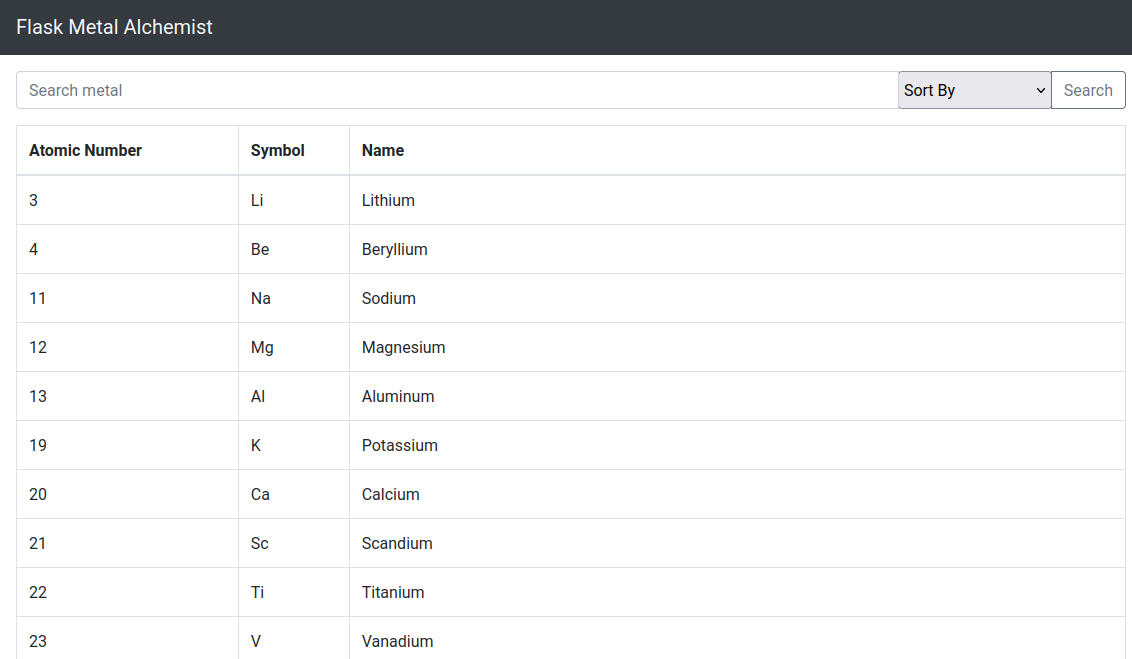 Flask Metal Alchemist
Search metal Sort By Search
Atomic Number Symbol Name
3 Li Lithium
4 Be Beryllium
11 Na Sodium
12 Mg Magnesium
13 Al Aluminum
19 K Potassium
20 Ca Calcium
21 Sc Scandium
22 Ti Titanium
23 V Vanadium